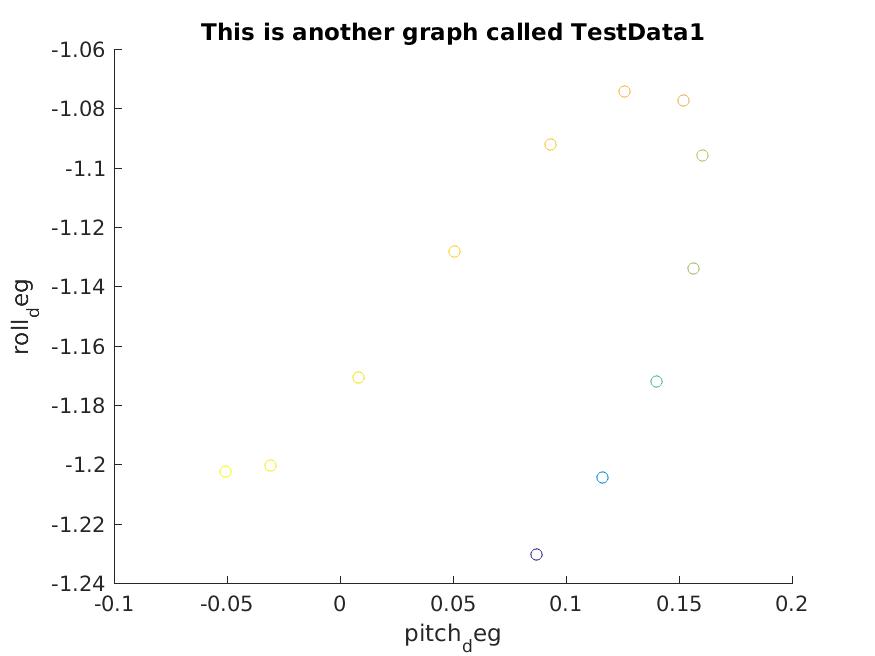 This is another graph called TestData1
-1.06
-1.08
-1.1
-1.12
-1.14
-1.16
-1.18
-1.2
-1.22
-1.24
roll_deg
-0.1 -0.05 0 0.05 0.1 0.15 0.2
pitch_deg